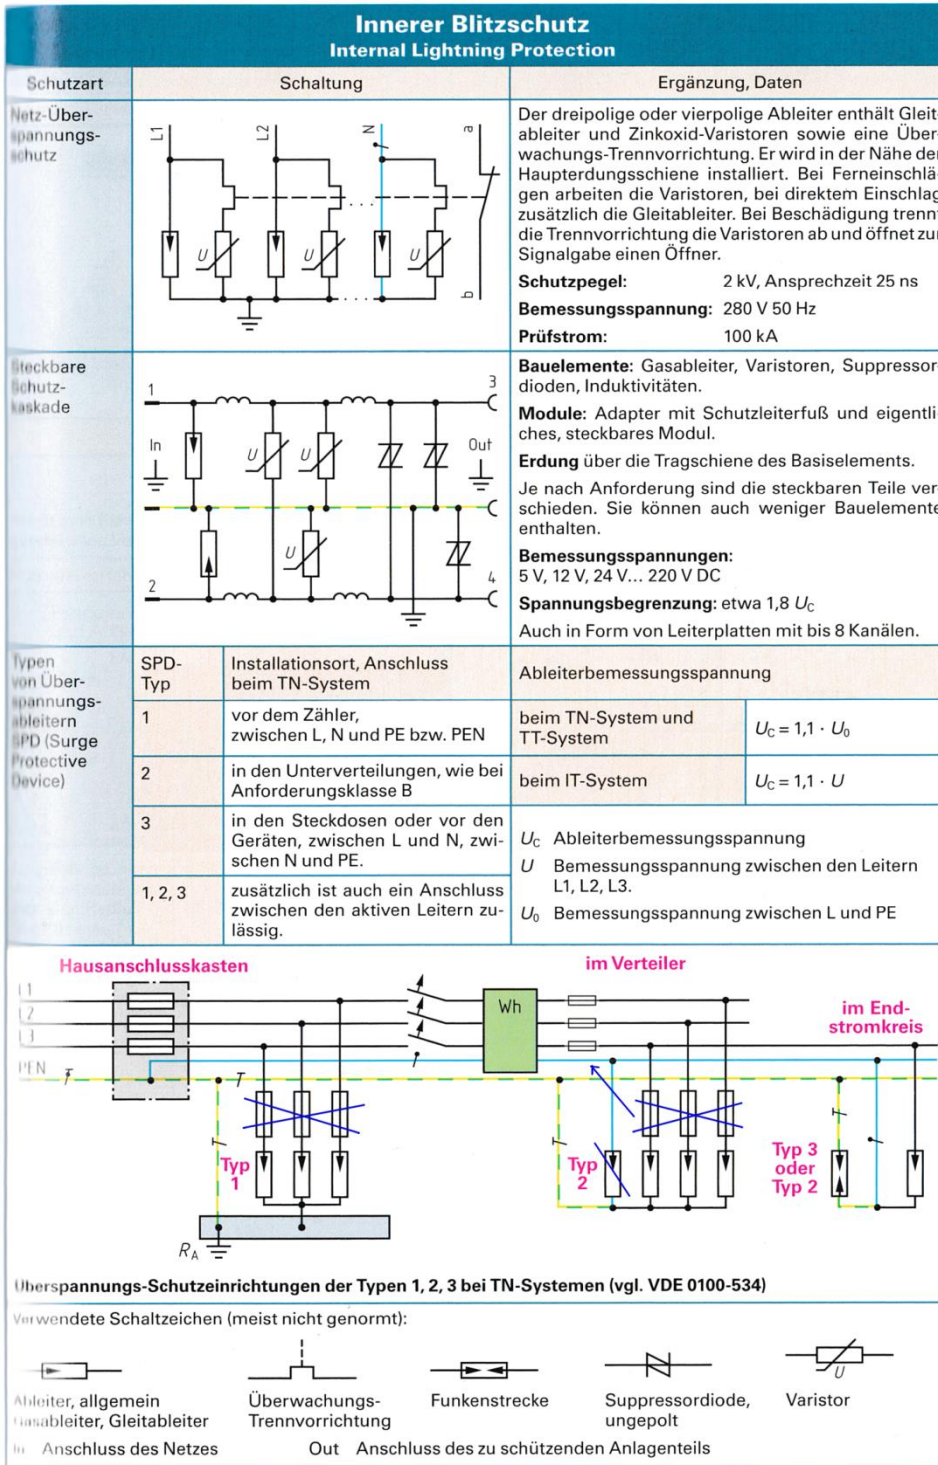 Innerer Blitzschutz
Internal Lightning Protection
Schutzart
Schaltung
Ergänzung, Daten
Netz-Über-
spannungs-
schutz
L1
L2
N
a
U
U
U
b
Der dreipolige oder vierpolige Ableiter enthält Gleit-
ableiter und Zinkoxid-Varistoren sowie eine Über-
wachungs-Trennvorrichtung. Er wird in der Nähe der
Haupterdungsschiene installiert. Bei Ferneinschlä-
gen arbeiten die Varistoren, bei direktem Einschlag
zusätzlich die Gleitableiter. Bei Beschädigung trennt
die Trennvorrichtung die Varistoren ab und öffnet zur
Signalgabe einen Öffner.
Schutzpegel: 2 kV, Ansprechzeit 25 ns
Bemessungsspannung: 280 V 50 Hz
Prüfstrom: 100 kA
Steckbare
Schutz-
kaskade
1
3
In
U
U
Out
U
2
4
Bauelemente: Gasableiter, Varistoren, Suppressor-
dioden, Induktivitäten.
Module: Adapter mit Schutzleiterfuß und eigentli-
ches, steckbares Modul.
Erdung über die Tragschiene des Basiselements.
Je nach Anforderung sind die steckbaren Teile ver-
schieden. Sie können auch weniger Bauelemente
enthalten.
Bemessungsspannungen:
5 V, 12 V, 24 V... 220 V DC
Spannungsbegrenzung: etwa 1,8 UC
Auch in Form von Leiterplatten mit bis 8 Kanälen.
Typen
von Über-
spannungs-
ableitern
SPD (Surge
Protective
Device)
SPD-
Typ
Installationsort, Anschluss
beim TN-System
Ableiterbemessungsspannung
1
vor dem Zähler,
zwischen L, N und PE bzw. PEN
beim TN-System und
TT-System
UC = 1,1 · U0
2
in den Unterverteilungen, wie bei
Anforderungsklasse B
beim IT-System
UC = 1,1 · U
3
in den Steckdosen oder vor den
Geräten, zwischen L und N, zwi-
schen N und PE.
1, 2, 3
zusätzlich ist auch ein Anschluss
zwischen den aktiven Leitern zu-
lässig.
UC Ableiterbemessungsspannung
U Bemessungsspannung zwischen den Leitern
L1, L2, L3.
U0 Bemessungsspannung zwischen L und PE
Hausanschlusskasten
im Verteiler
im End-
stromkreis
L1
L2
L3
PEN
Wh
Typ
1
Typ
2
Typ 3
oder
Typ 2
RA
Überspannungs-Schutzeinrichtungen der Typen 1, 2, 3 bei TN-Systemen (vgl. VDE 0100-534)
Verwendete Schaltzeichen (meist nicht genormt):
U
Ableiter, allgemein
Gasableiter, Gleitableiter
Überwachungs-
Trennvorrichtung
Funkenstrecke
Suppressordiode,
ungepolt
Varistor
In Anschluss des Netzes
Out Anschluss des zu schützenden Anlagenteils